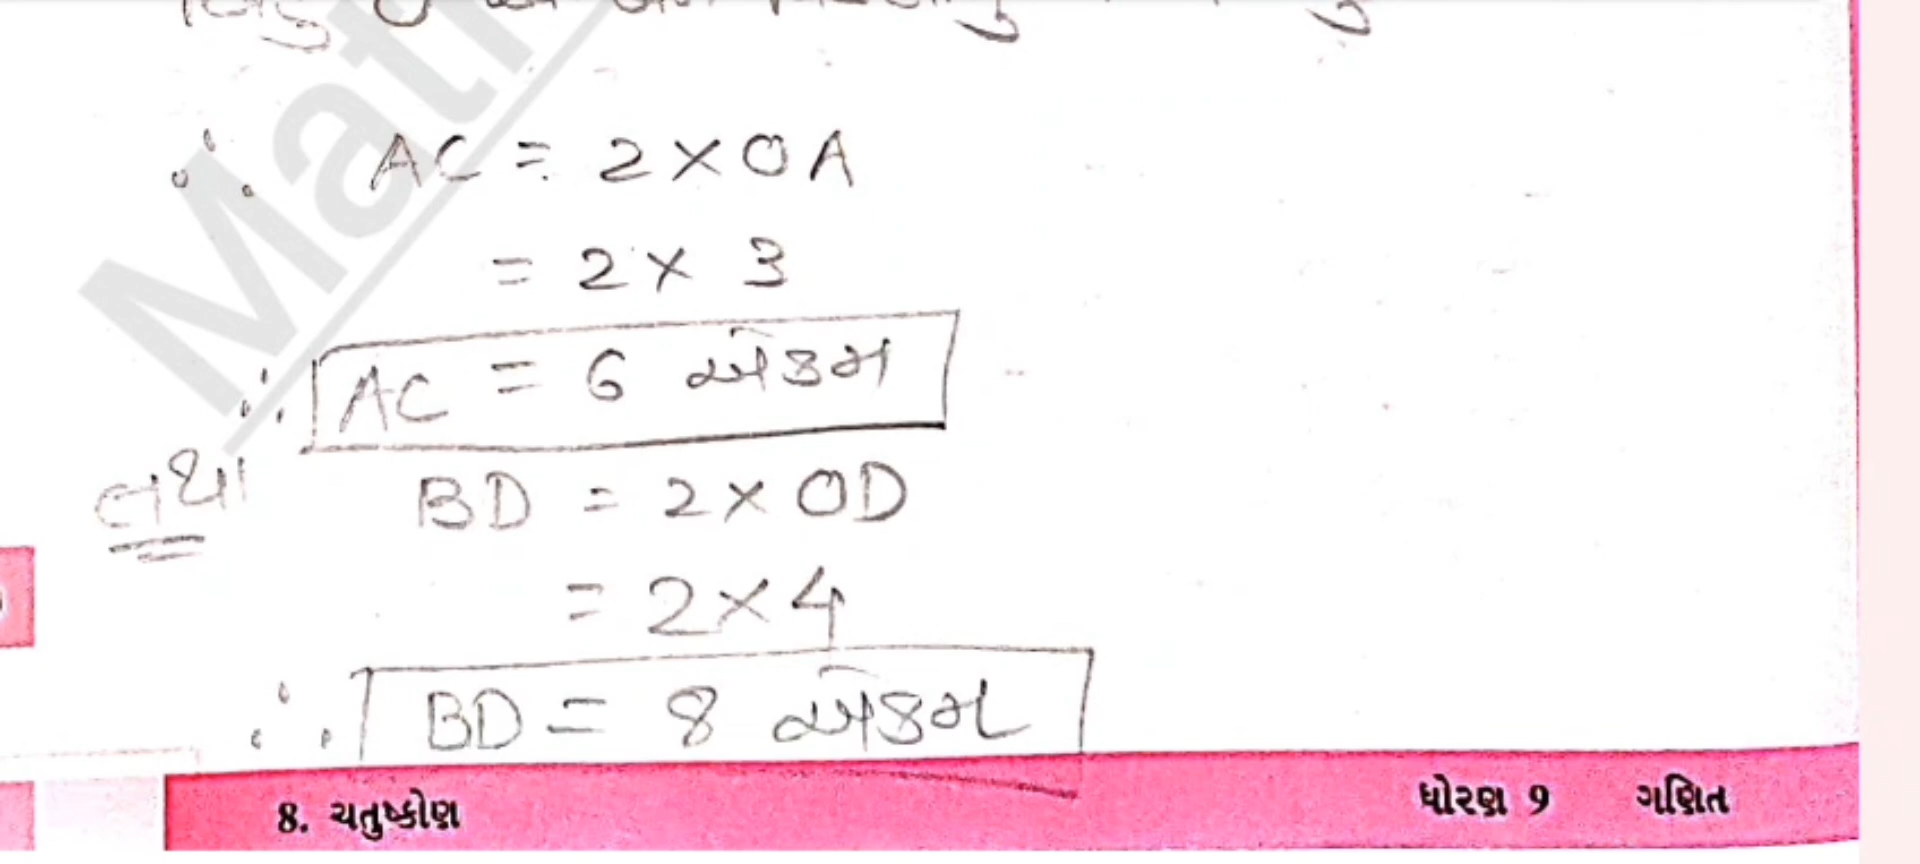 ∴ AC = 2 × OA
= 2 × 3
∴ AC = 6 એકમ
તથા BD = 2 × OD
= 2 × 4
∴ BD = 8 એકમ
8. ચતુષ્કોણ ધોરણ 9 ગણિત